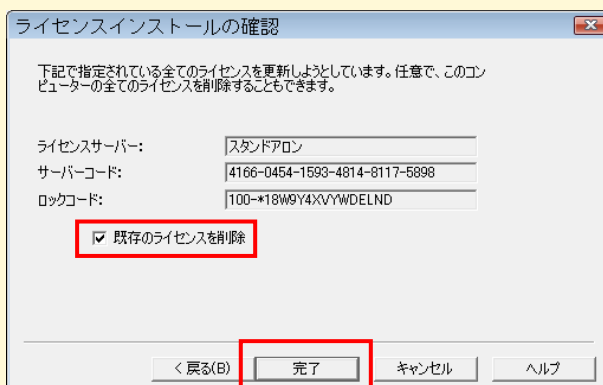 ライセンスインストールの確認
下記で指定されている全てのライセンスを更新しようとしています。任意で、このコン
ピューターの全てのライセンスを削除することもできます。
ライセンスサーバー: スタンドアロン
サーバーコード: 4166-0454-1593-4814-8117-5898
ロックコード: 100-*18W9Y4XVYWDELND
既存のライセンスを削除
< 戻る(B) 完了 キャンセル ヘルプ